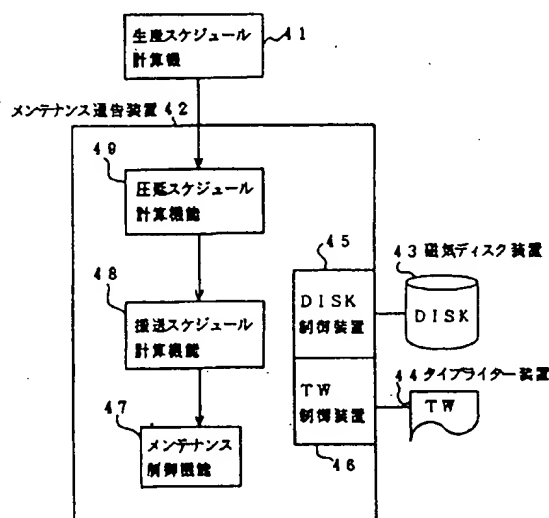 生産スケジュール
計算機
41
メンテナンス通告装置42
49
圧延スケジュール
計算機能
48
搬送スケジュール
計算機能
47
メンテナンス
制御機能
45
DISK
制御装置
43 磁気ディスク装置
DISK
TW
制御装置
46
44 タイプライター装置
TW